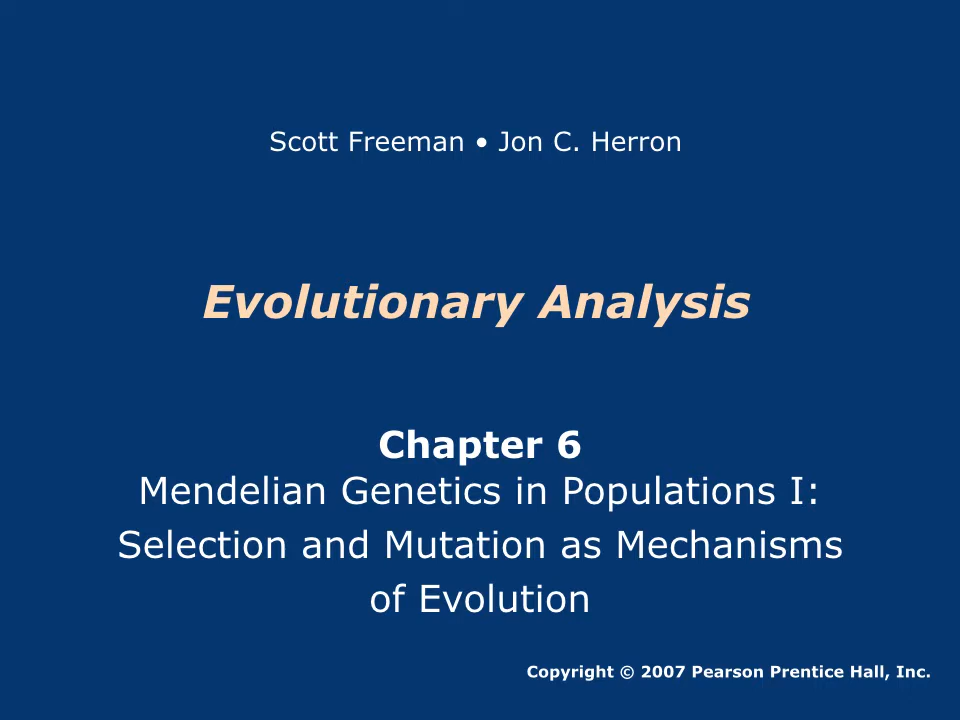 Scott Freeman • Jon C. Herron
Evolutionary Analysis
Chapter 6
Mendelian Genetics in Populations I:
Selection and Mutation as Mechanisms
of Evolution
Copyright © 2007 Pearson Prentice Hall, Inc.